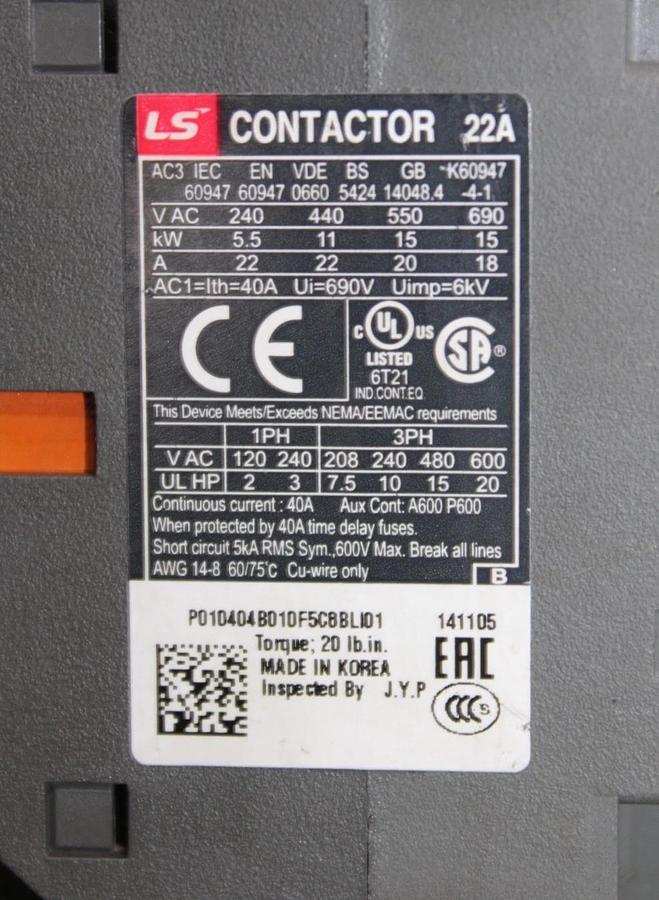 LS CONTACTOR 22A
AC3 IEC EN VDE BS GB K60947
60947 60947 0660 5424 14048.4 -4-1
V AC 240 440 550 690
kW 5.5 11 15 15
A 22 22 20 18
AC1=Ith=40A Ui=690V Uimp=6kV
CE
C UL US
LISTED
6T21
IND.CONT.EQ.
SA ®
This Device Meets/Exceeds NEMA/EEMAC requirements
1PH 3PH
V AC 120 240 208 240 480 600
UL HP 2 3 7.5 10 15 20
Continuous current : 40A Aux Cont: A600 P600
When protected by 40A time delay fuses.
Short circuit 5kA RMS Sym.,600V Max. Break all lines
AWG 14-8 60/75℃ Cu-wire only
B
P010404B010F5C8BLI01 141105
Torque; 20 lb.in.
MADE IN KOREA
Inspected By J.Y.P
EAC
CCC S